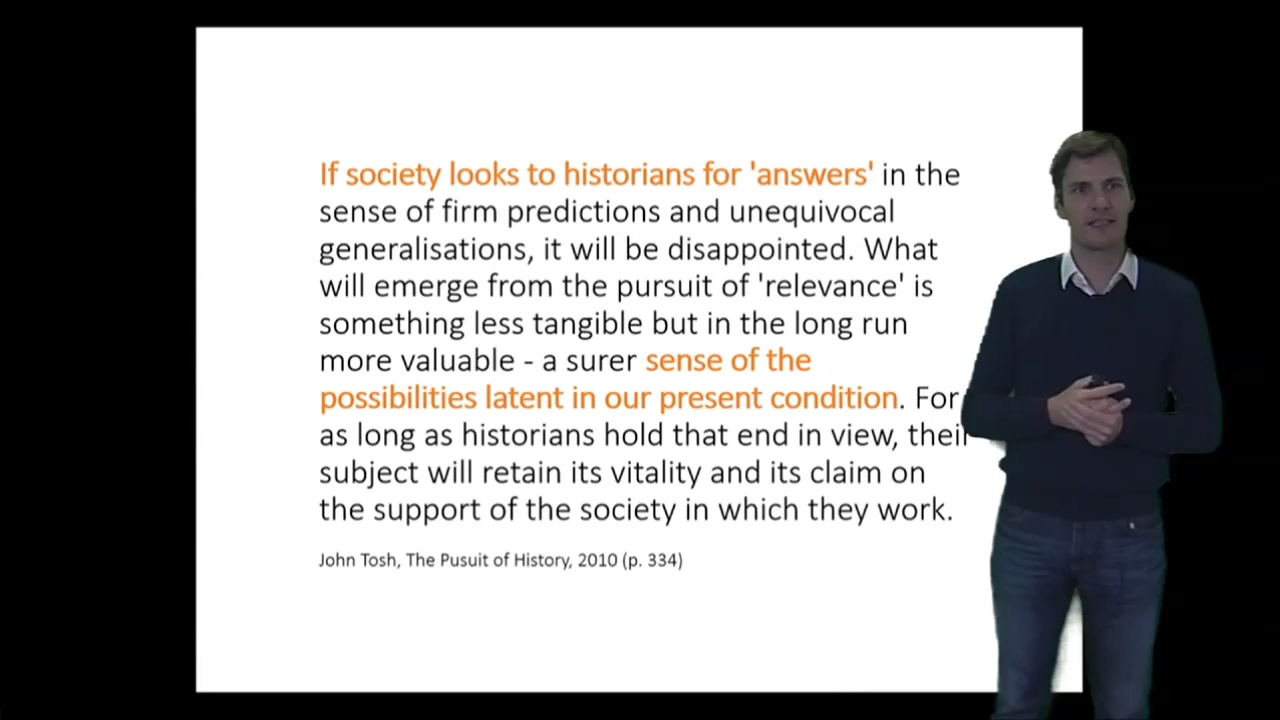 If society looks to historians for 'answers' in the
sense of firm predictions and unequivocal
generalisations, it will be disappointed. What
will emerge from the pursuit of 'relevance' is
something less tangible but in the long run
more valuable - a surer sense of the
possibilities latent in our present condition. For
as long as historians hold that end in view, their
subject will retain its vitality and its claim on
the support of the society in which they work.
John Tosh, The Pusuit of History, 2010 (p. 334)